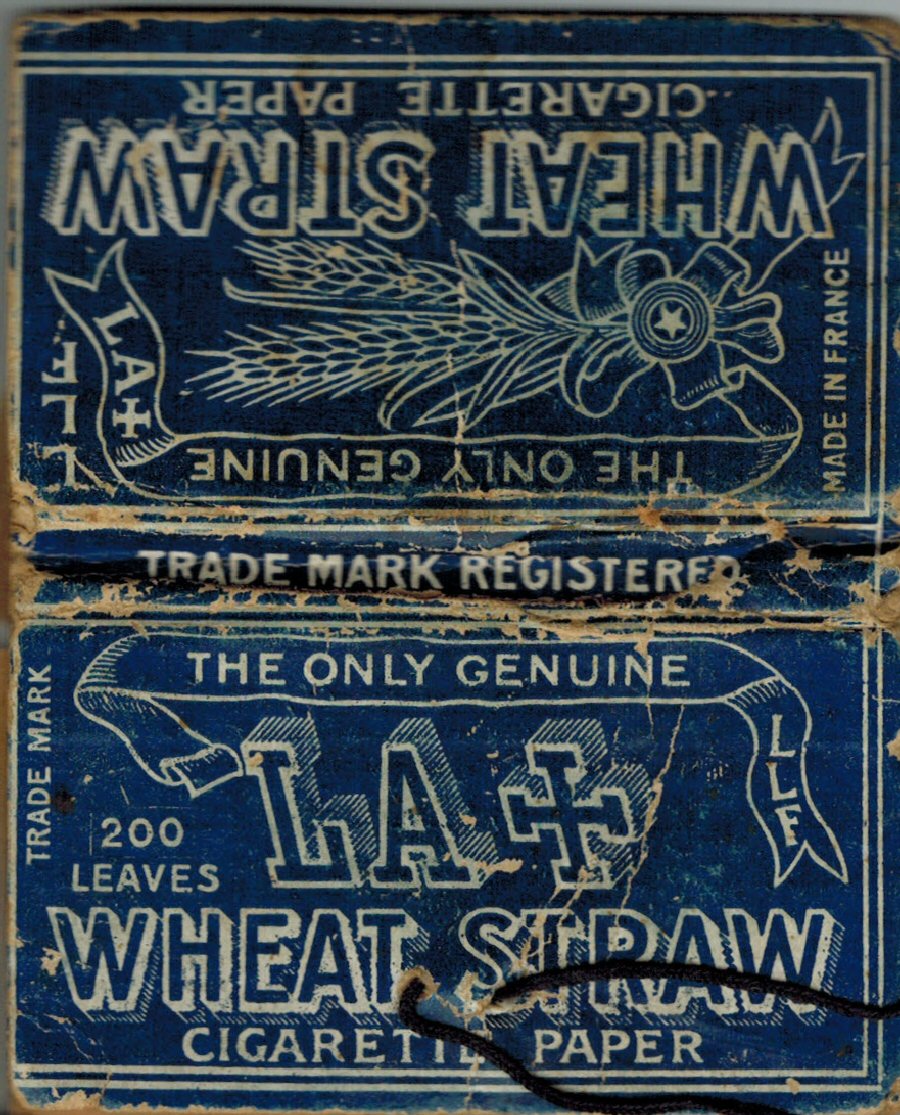 CIGARETTE PAPER
WHEAT STRAW
LA+
LLF
MADE IN FRANCE
THE ONLY GENUINE
TRADE MARK REGISTERED
THE ONLY GENUINE
TRADE MARK
LA+
LLF
200
LEAVES
WHEAT STRAW
CIGARETTE PAPER